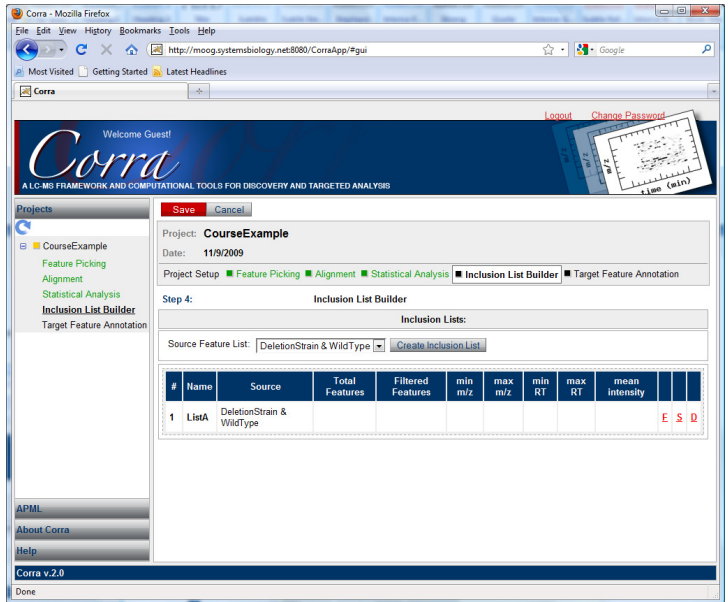 Corra - Mozilla Firefox
File Edit View History Bookmarks Tools Help
http://moog.systemsbiology.net:8080/CorraApp/#gui
Google
Most Visited Getting Started Latest Headlines
Corra
Logout Change Password
Welcome Guest!
Corra
A LC-MS FRAMEWORK AND COMPUTATIONAL TOOLS FOR DISCOVERY AND TARGETED ANALYSIS
m/z
m/z
m/z
time (min)
Projects
CourseExample
Feature Picking
Alignment
Statistical Analysis
Inclusion List Builder
Target Feature Annotation
APML
About Corra
Help
Save Cancel
Project: CourseExample
Date: 11/9/2009
Project Setup Feature Picking Alignment Statistical Analysis Inclusion List Builder Target Feature Annotation
Step 4: Inclusion List Builder
Inclusion Lists:
Source Feature List: DeletionStrain & WildType Create Inclusion List
# Name Source Total Features Filtered Features min m/z max m/z min RT max RT mean intensity
1 ListA DeletionStrain & WildType F S D
Corra v.2.0
Done